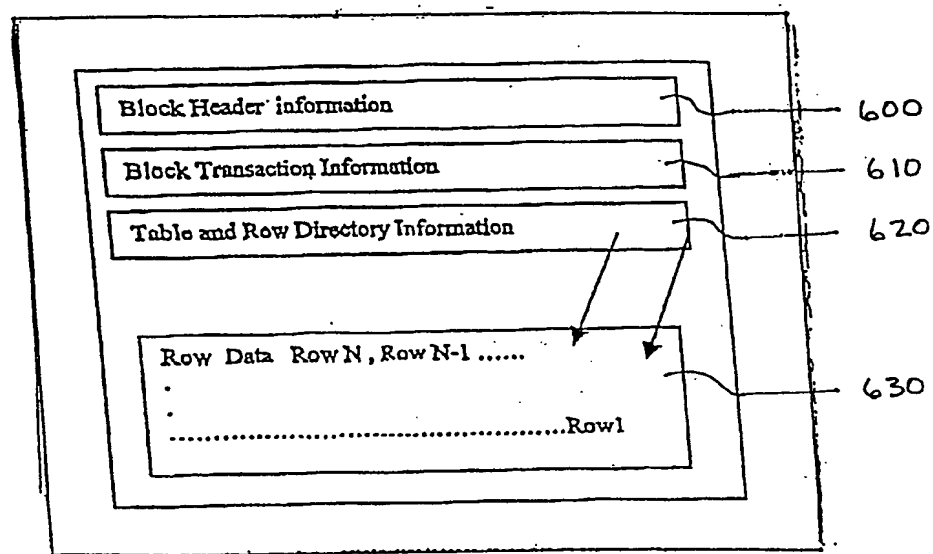 Block Header information
600
Block Transaction Information
610
Table and Row Directory Information
620
Row Data Row N, Row N-1 ......
.
.
..................................................Row1
630